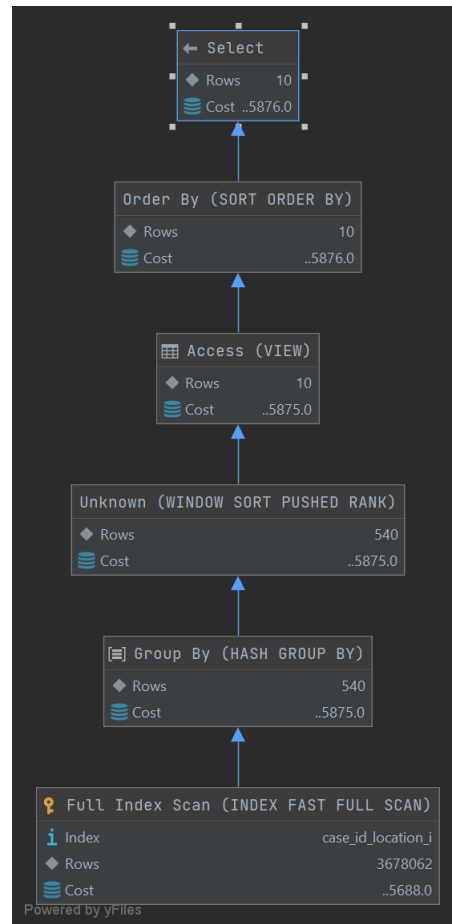 Select
Rows 10
Cost ..5876.0
Order By (SORT ORDER BY)
Rows 10
Cost ..5876.0
Access (VIEW)
Rows 10
Cost ..5875.0
Unknown (WINDOW SORT PUSHED RANK)
Rows 540
Cost ..5875.0
Group By (HASH GROUP BY)
Rows 540
Cost ..5875.0
Full Index Scan (INDEX FAST FULL SCAN)
Index case_id_location_i
Rows 3678062
Cost ..5688.0
Powered by yFiles